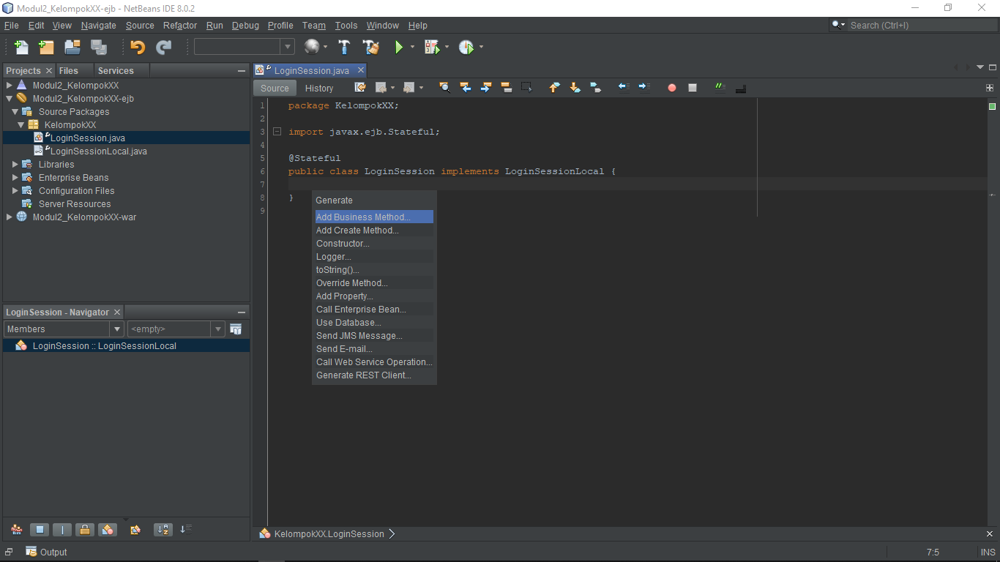 Modul2_KelompokXX-ejb - NetBeans IDE 8.0.2
File Edit View Navigate Source Refactor Run Debug Profile Team Tools Window Help
Search (Ctrl+I)
Projects Files Services
Modul2_KelompokXX
Modul2_KelompokXX-ejb
Source Packages
KelompokXX
LoginSession.java
LoginSessionLocal.java
Libraries
Enterprise Beans
Configuration Files
Server Resources
Modul2_KelompokXX-war
LoginSession - Navigator
Members <empty>
LoginSession :: LoginSessionLocal
LoginSession.java
Source History
1 package KelompokXX;
2
3 import javax.ejb.Stateful;
4
5 @Stateful
6 public class LoginSession implements LoginSessionLocal {
7
8 }
9
Generate
Add Business Method...
Add Create Method...
Constructor...
Logger...
toString()...
Override Method...
Add Property...
Call Enterprise Bean...
Use Database...
Send JMS Message...
Send E-mail...
Call Web Service Operation...
Generate REST Client...
KelompokXX.LoginSession
Output
7:5 INS